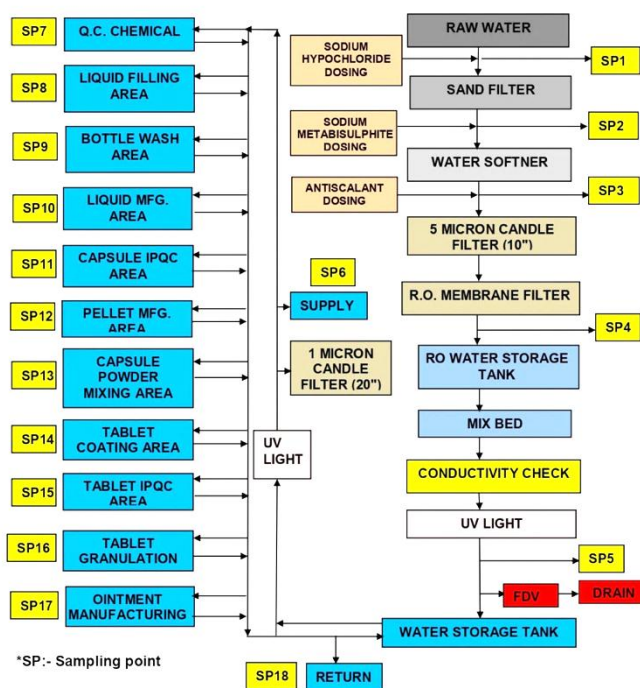 SP7
Q.C. CHEMICAL
SP8
LIQUID FILLING
AREA
SP9
BOTTLE WASH
AREA
SP10
LIQUID MFG.
AREA
SP11
CAPSULE IPQC
AREA
SP12
PELLET MFG.
AREA
SP13
CAPSULE
POWDER
MIXING AREA
SP14
TABLET
COATING AREA
SP15
TABLET IPQC
AREA
SP16
TABLET
GRANULATION
SP17
OINTMENT
MANUFACTURING
*SP:- Sampling point
SP6
SUPPLY
1 MICRON
CANDLE
FILTER (20")
UV
LIGHT
SP18
RETURN
RAW WATER
SODIUM
HYPOCHLORIDE
DOSING
SP1
SAND FILTER
SODIUM
METABISULPHITE
DOSING
SP2
WATER SOFTNER
ANTISCALANT
DOSING
SP3
5 MICRON CANDLE
FILTER (10")
R.O. MEMBRANE FILTER
SP4
RO WATER STORAGE
TANK
MIX BED
CONDUCTIVITY CHECK
UV LIGHT
SP5
FDV
DRAIN
WATER STORAGE TANK